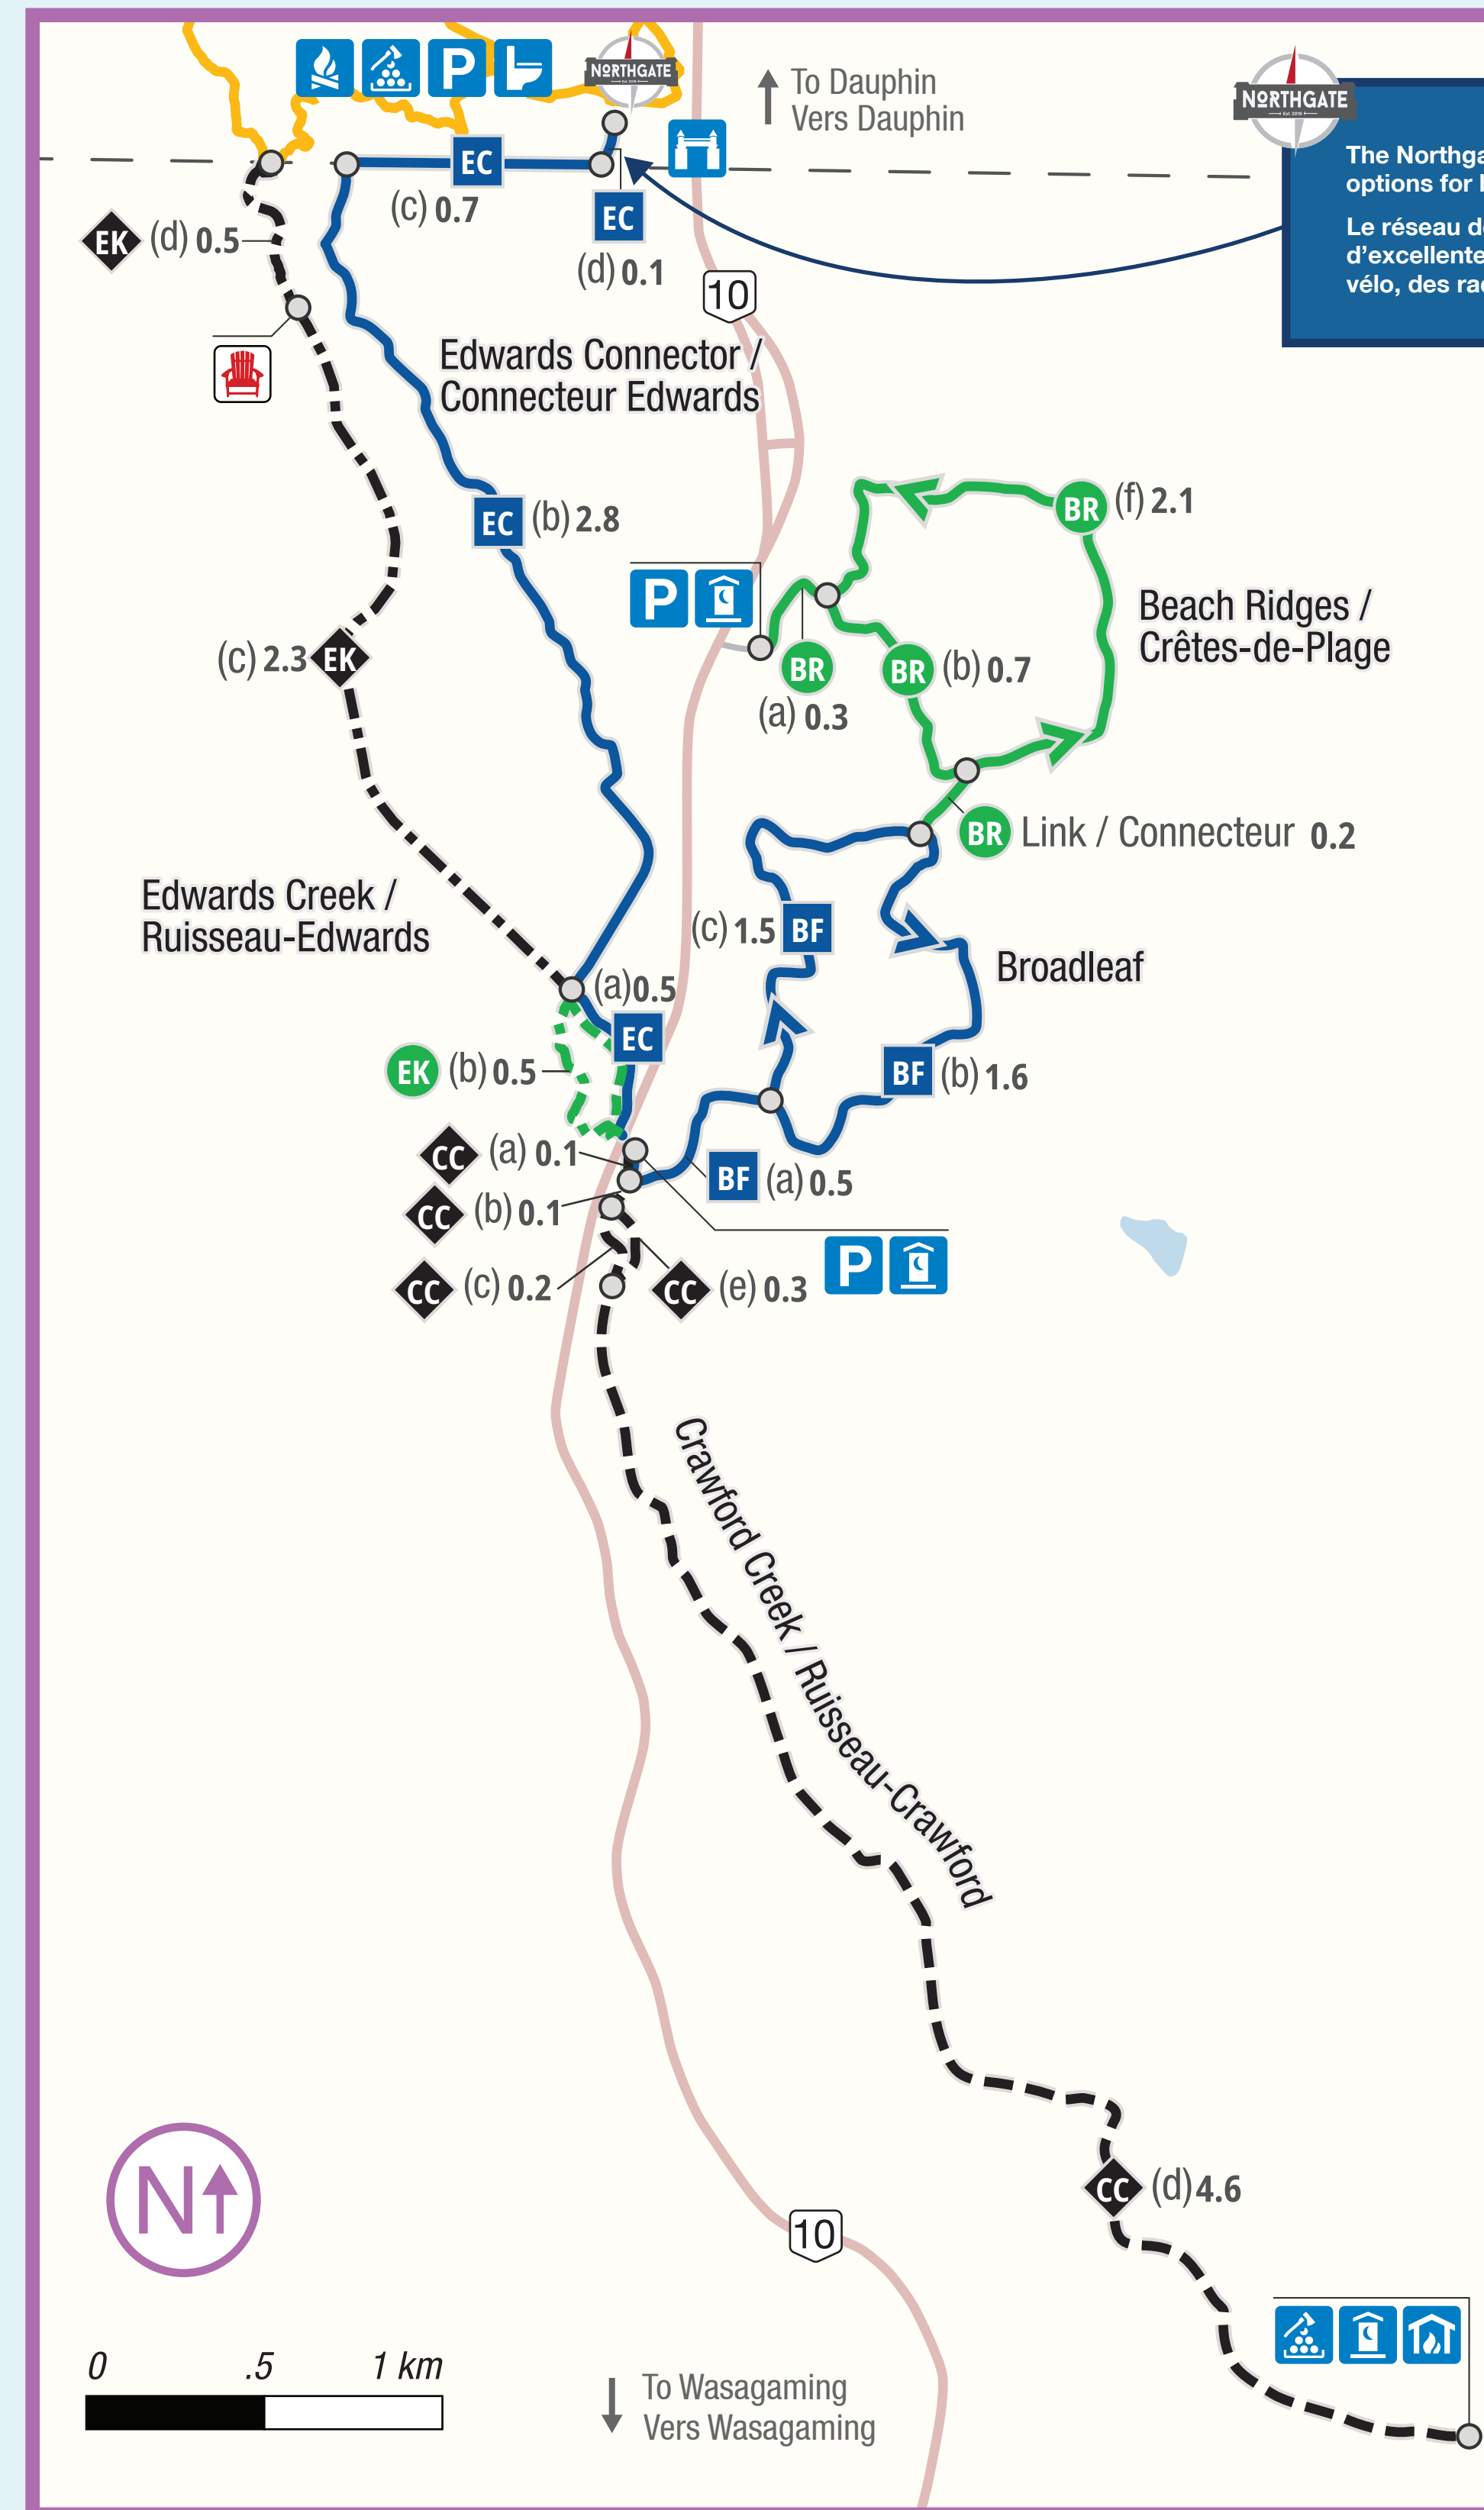 P
NORTHGATE
To Dauphin
Vers Dauphin
NORTHGATE
The Northga
options for
Le réseau d
d'excellente
vélo, des ra
EC
(c) 0.7
EC
(d) 0.1
EK (d) 0.5
10
Edwards Connector /
Connecteur Edwards
EC (b) 2.8
BR (f) 2.1
P
Beach Ridges /
Crêtes-de-Plage
(c) 2.3 EK
BR
(a) 0.3
BR (b) 0.7
BR Link / Connecteur 0.2
Edwards Creek /
Ruisseau-Edwards
(c) 1.5 BF
Broadleaf
(a) 0.5
EC
EK (b) 0.5
BF (b) 1.6
CC (a) 0.1
BF (a) 0.5
CC (b) 0.1
CC (c) 0.2
CC (e) 0.3
P
Crawford Creek / Ruisseau-Crawford
CC (d) 4.6
N
10
0 .5 1 km
To Wasagaming
Vers Wasagaming